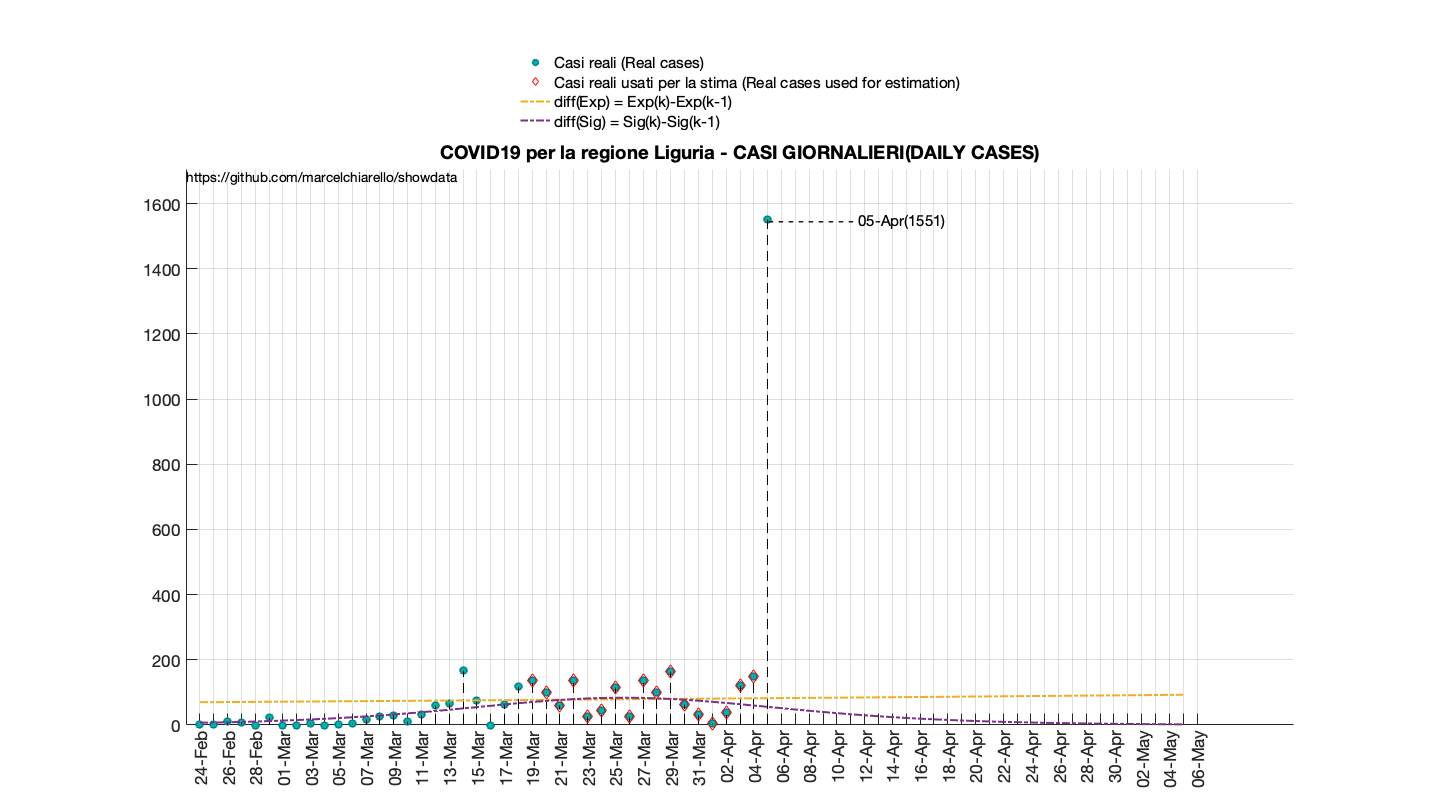 Casi reali (Real cases)
Casi reali usati per la stima (Real cases used for estimation)
diff(Exp) = Exp(k)-Exp(k-1)
diff(Sig) = Sig(k)-Sig(k-1)
COVID19 per la regione Liguria - CASI GIORNALIERI(DAILY CASES)
https://github.com/marcelchiarello/showdata
1600
05-Apr(1551)
1400
1200
1000
800
600
400
200
0
24-Feb
26-Feb
28-Feb
01-Mar
03-Mar
05-Mar
07-Mar
09-Mar
11-Mar
13-Mar
15-Mar
17-Mar
19-Mar
21-Mar
23-Mar
25-Mar
27-Mar
29-Mar
31-Mar
02-Apr
04-Apr
06-Apr
08-Apr
10-Apr
12-Apr
14-Apr
16-Apr
18-Apr
20-Apr
22-Apr
24-Apr
26-Apr
28-Apr
30-Apr
02-May
04-May
06-May